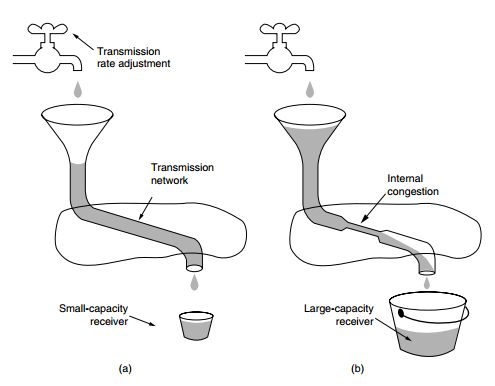 Transmission
rate adjustment
Transmission
network
Internal
congestion
Small-capacity
receiver
Large-capacity
receiver
(a)
(b)